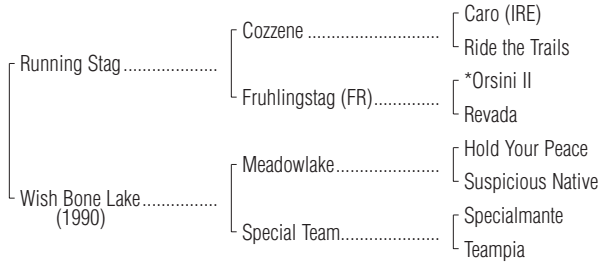 Caro (IRE)
Cozzene ....................
Ride the Trails
Running Stag..................
*Orsini II
Fruhlingstag (FR)..............
Revada
Hold Your Peace
Meadowlake....................
Suspicious Native
Wish Bone Lake...............
(1990)
Specialmante
Special Team...................
Teampia